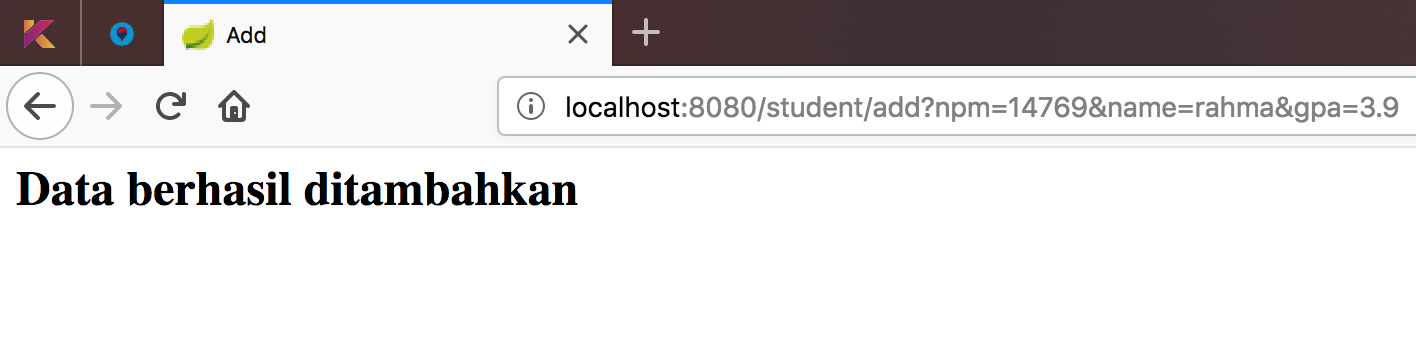 Add
localhost:8080/student/add?npm=14769&name=rahma&gpa=3.9
Data berhasil ditambahkan